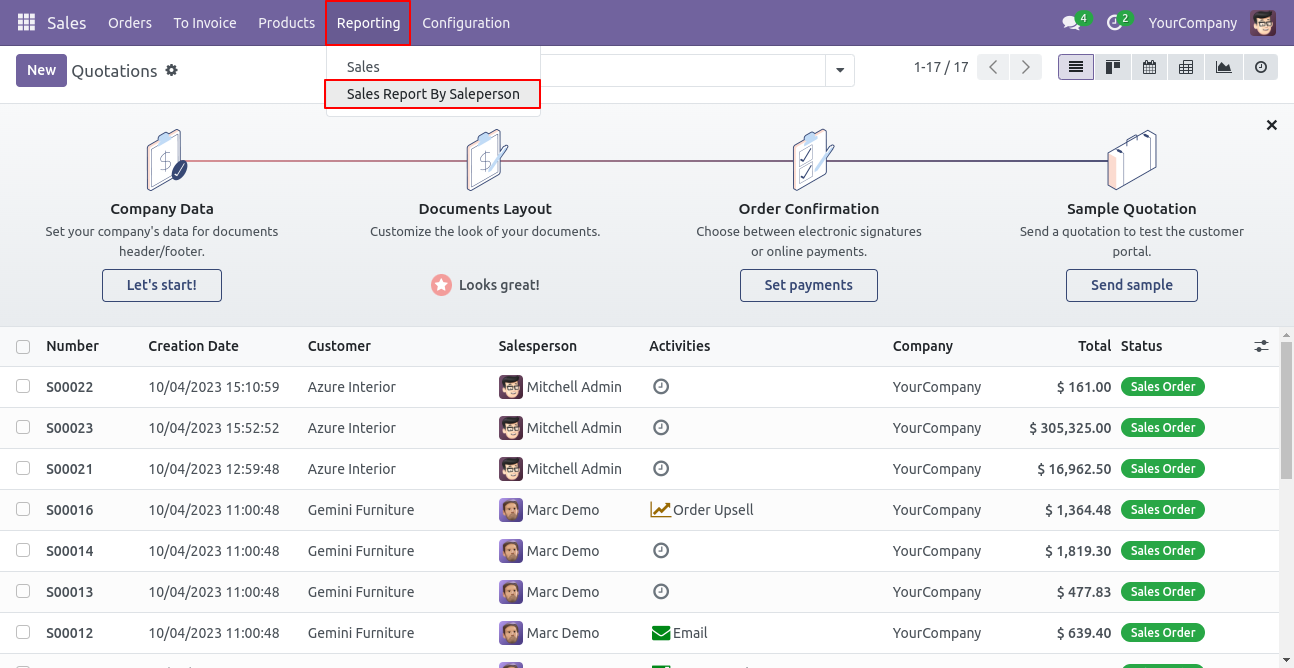 Sales Orders To Invoice Products Reporting Configuration 4 2 YourCompany
New Quotations 1-17 / 17
Sales
Sales Report By Saleperson
Company Data Documents Layout Order Confirmation Sample Quotation
Set your company's data for documents Customize the look of your documents. Choose between electronic signatures Send a quotation to test the customer
header/footer. or online payments. portal.
Let's start! Looks great! Set payments Send sample
Number Creation Date Customer Salesperson Activities Company Total Status
S00022 10/04/2023 15:10:59 Azure Interior Mitchell Admin YourCompany $ 161.00 Sales Order
S00023 10/04/2023 15:52:52 Azure Interior Mitchell Admin YourCompany $ 305,325.00 Sales Order
S00021 10/04/2023 12:59:48 Azure Interior Mitchell Admin YourCompany $ 16,962.50 Sales Order
S00016 10/04/2023 11:00:48 Gemini Furniture Marc Demo Order Upsell YourCompany $ 1,364.48 Sales Order
S00014 10/04/2023 11:00:48 Gemini Furniture Marc Demo YourCompany $ 1,819.30 Sales Order
S00013 10/04/2023 11:00:48 Gemini Furniture Marc Demo YourCompany $ 477.83 Sales Order
S00012 10/04/2023 11:00:48 Gemini Furniture Marc Demo Email YourCompany $ 639.40 Sales Order